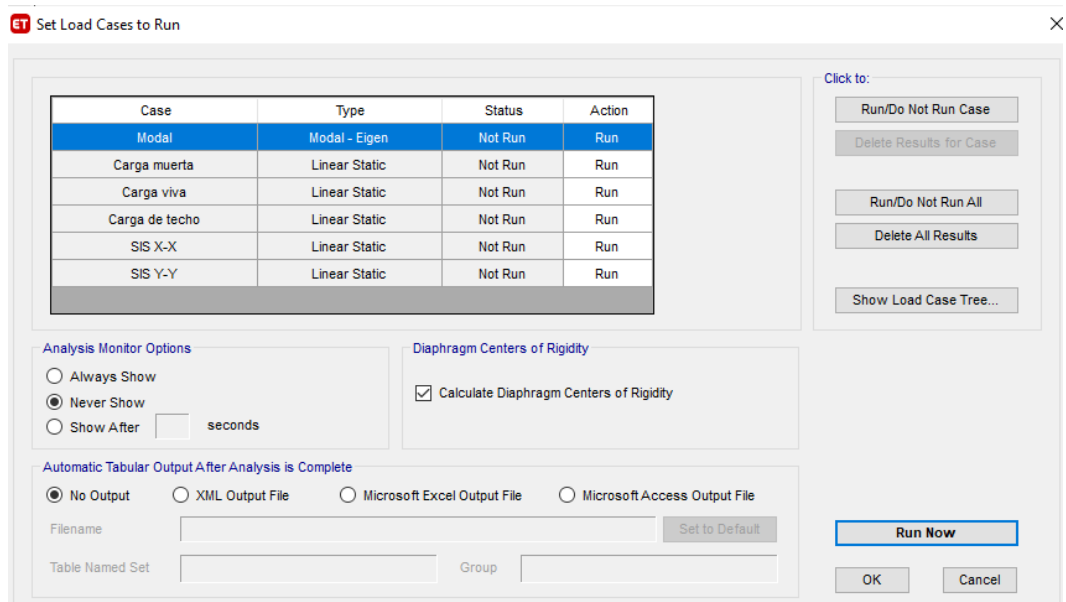 ET Set Load Cases to Run
Click to:
Case Type Status Action
Modal Modal - Eigen Not Run Run
Carga muerta Linear Static Not Run Run
Carga viva Linear Static Not Run Run
Carga de techo Linear Static Not Run Run
SIS X-X Linear Static Not Run Run
SIS Y-Y Linear Static Not Run Run
Run/Do Not Run Case
Delete Results for Case
Run/Do Not Run All
Delete All Results
Show Load Case Tree...
Analysis Monitor Options
Always Show
Never Show
Show After seconds
Diaphragm Centers of Rigidity
Calculate Diaphragm Centers of Rigidity
Automatic Tabular Output After Analysis is Complete
No Output XML Output File Microsoft Excel Output File Microsoft Access Output File
Filename Set to Default
Table Named Set Group
Run Now
OK Cancel